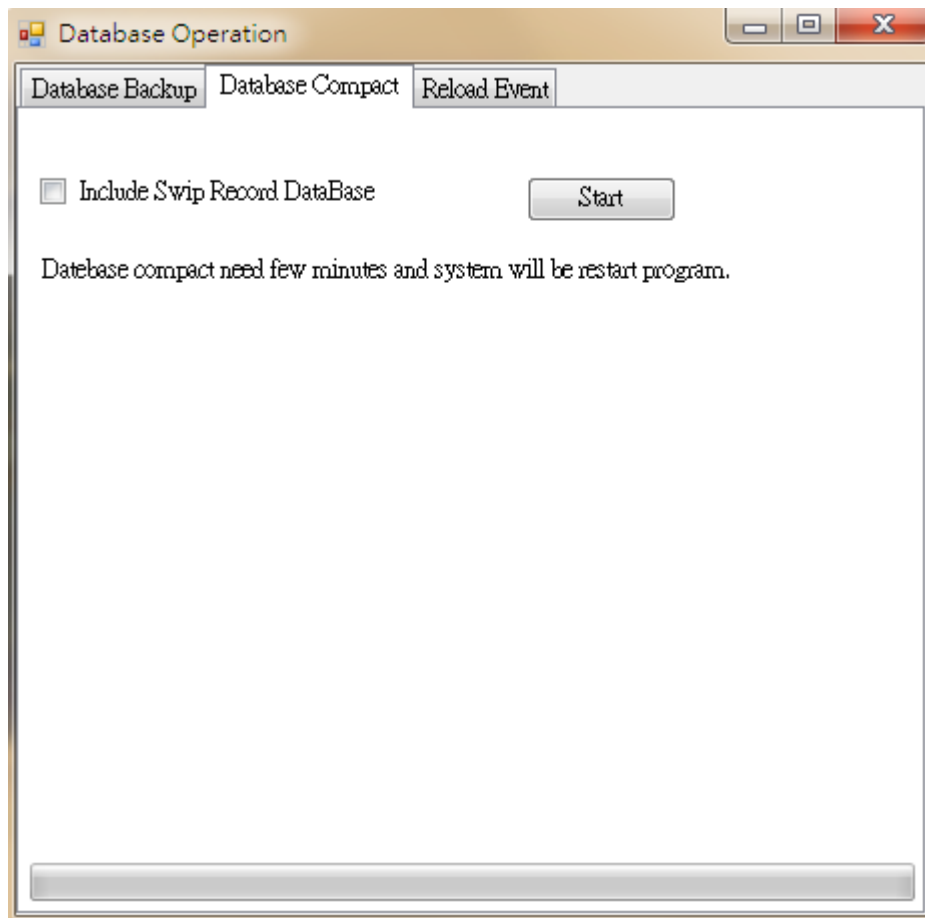 Database Operation
Database Backup Database Compact Reload Event
Include Swip Record DataBase Start
Datebase compact need few minutes and system will be restart program.